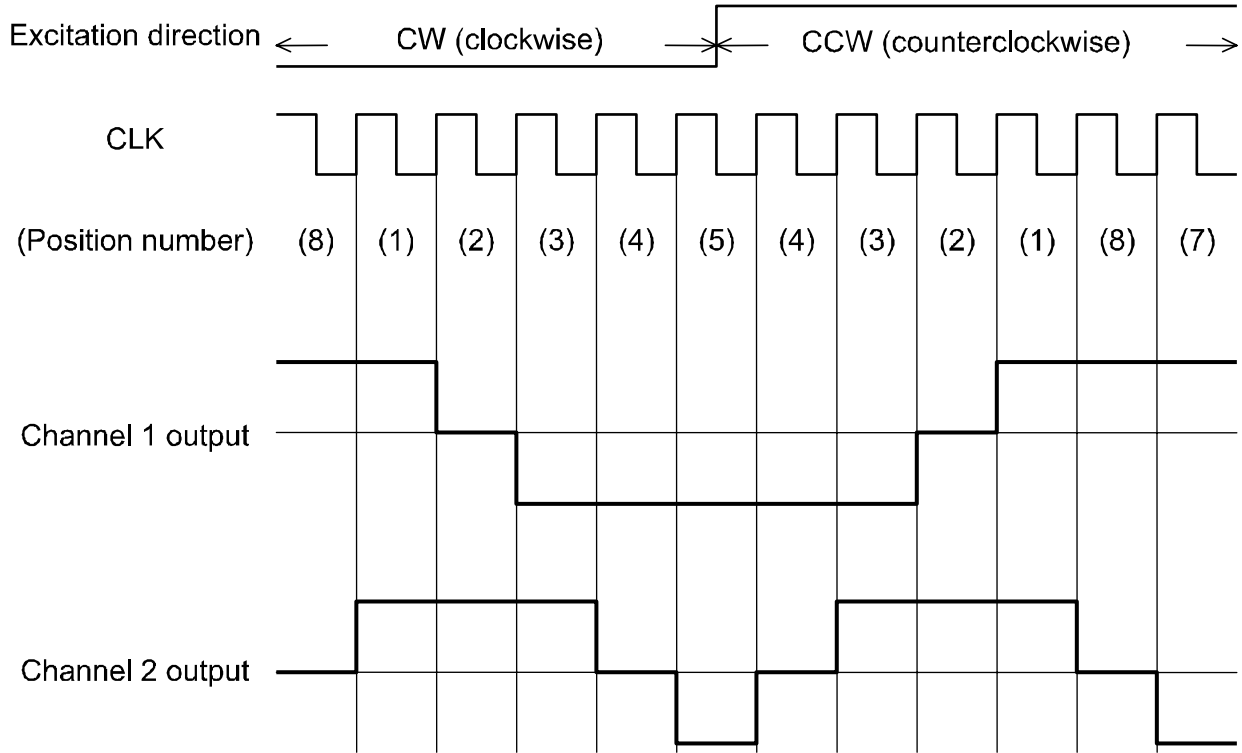 Excitation direction CW (clockwise) CCW (counterclockwise)
CLK
(Position number) (8) (1) (2) (3) (4) (5) (4) (3) (2) (1) (8) (7)
Channel 1 output
Channel 2 output